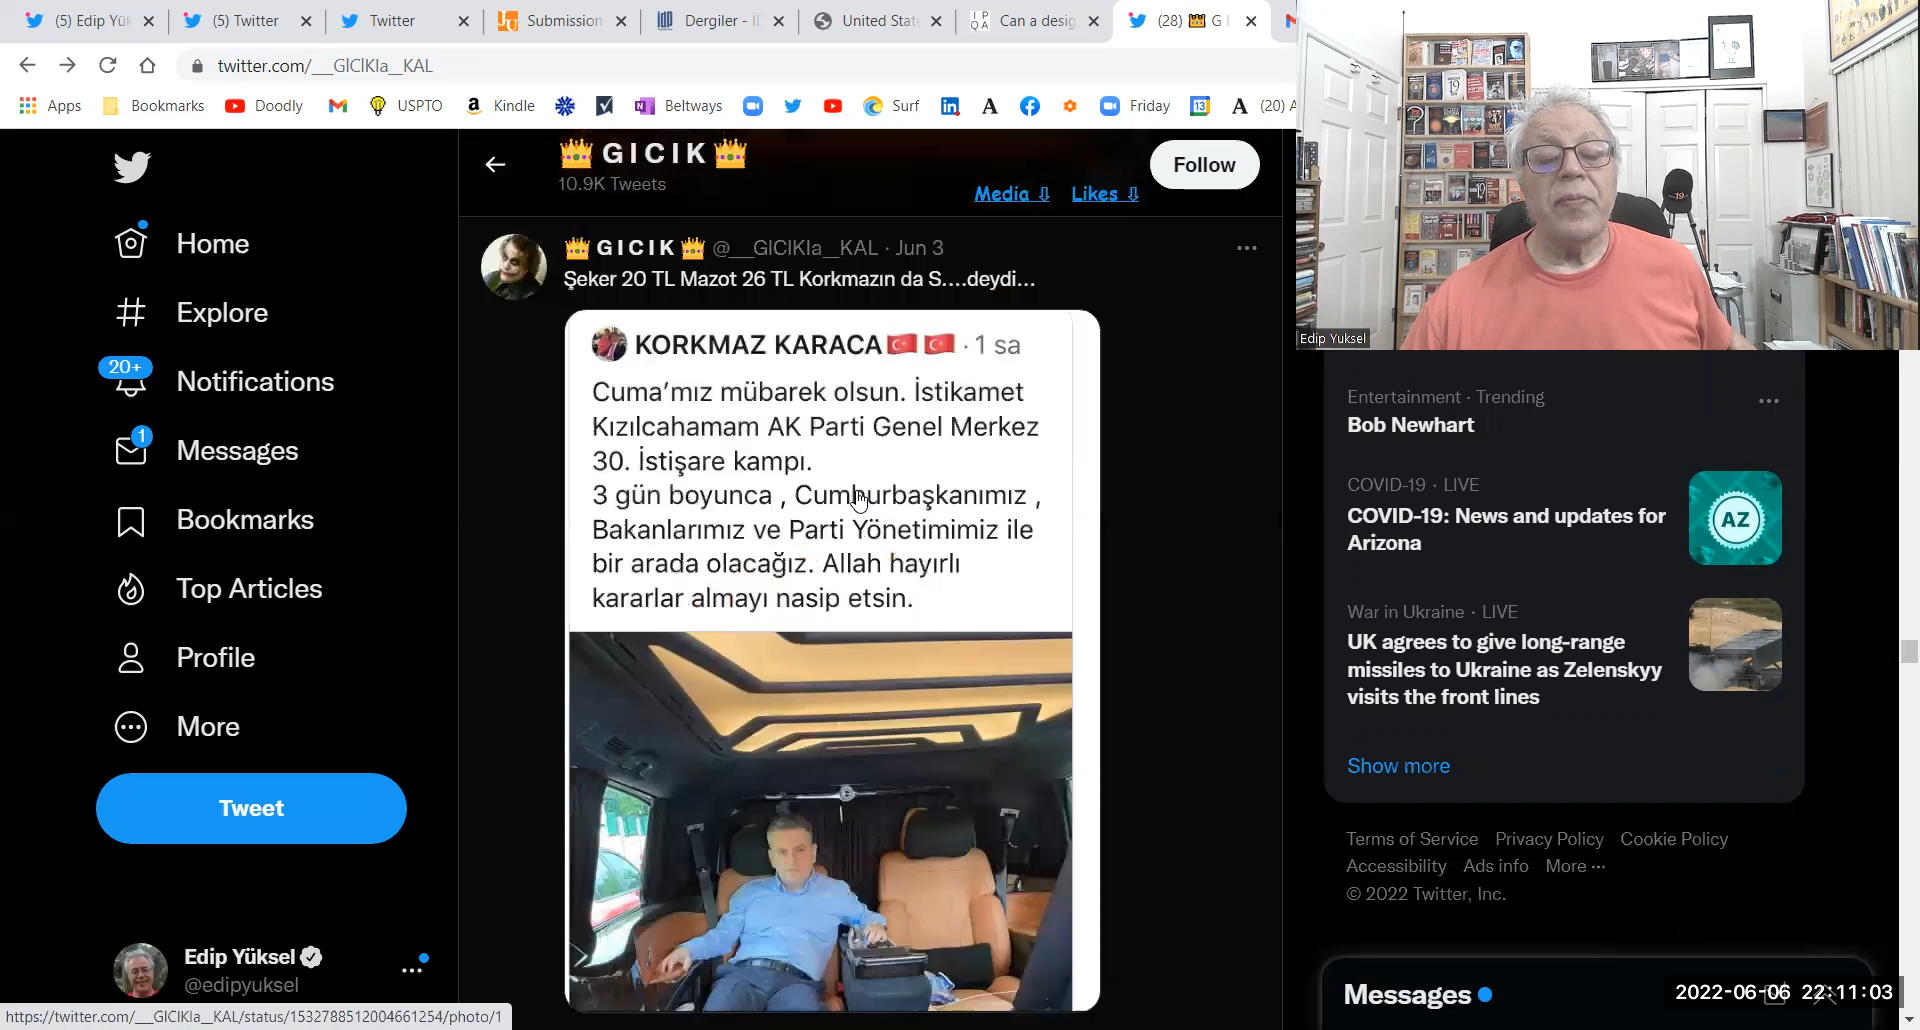 (5) Edip Yük
(5) Twitter
Twitter
Submission
Dergiler - İD
United State
Can a desig
(28) 👑 G I
twitter.com/___GICIKIa__KAL
Apps
Bookmarks
Doodly
USPTO
Kindle
Beltways
Surf
Friday
(20) A
Home
Explore
20+
Notifications
1
Messages
Bookmarks
Top Articles
Profile
More
Tweet
Edip Yüksel
@edipyuksel
https://twitter.com/___GICIKIa__KAL/status/1532788512004661254/photo/1
👑 G I C I K 👑
10.9K Tweets
Media ⇩ Likes ⇩
Follow
👑 G I C I K 👑 @___GICIKIa__KAL · Jun 3
Şeker 20 TL Mazot 26 TL Korkmazın da S....deydi...
KORKMAZ KARACA🇹🇷🇹🇷 · 1 sa
Cuma’mız mübarek olsun. İstikamet
Kızılcahamam AK Parti Genel Merkez
30. İstişare kampı.
3 gün boyunca , Cumhurbaşkanımız ,
Bakanlarımız ve Parti Yönetimimiz ile
bir arada olacağız. Allah hayırlı
kararlar almayı nasip etsin.
Edip Yuksel
Entertainment · Trending
Bob Newhart
COVID-19 · LIVE
COVID-19: News and updates for
Arizona
AZ
War in Ukraine · LIVE
UK agrees to give long-range
missiles to Ukraine as Zelenskyy
visits the front lines
Show more
Terms of Service Privacy Policy Cookie Policy
Accessibility Ads info More ···
© 2022 Twitter, Inc.
Messages
2022-06-06 22:11:03